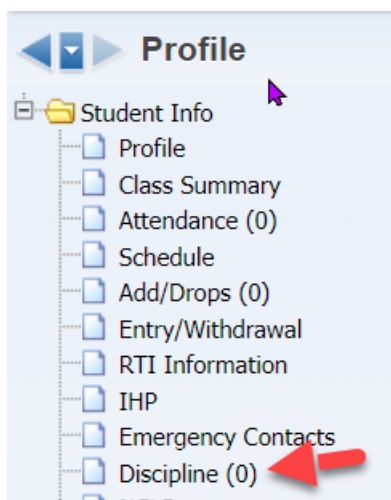 Profile
Student Info
Profile
Class Summary
Attendance (0)
Schedule
Add/Drops (0)
Entry/Withdrawal
RTI Information
IHP
Emergency Contacts
Discipline (0)